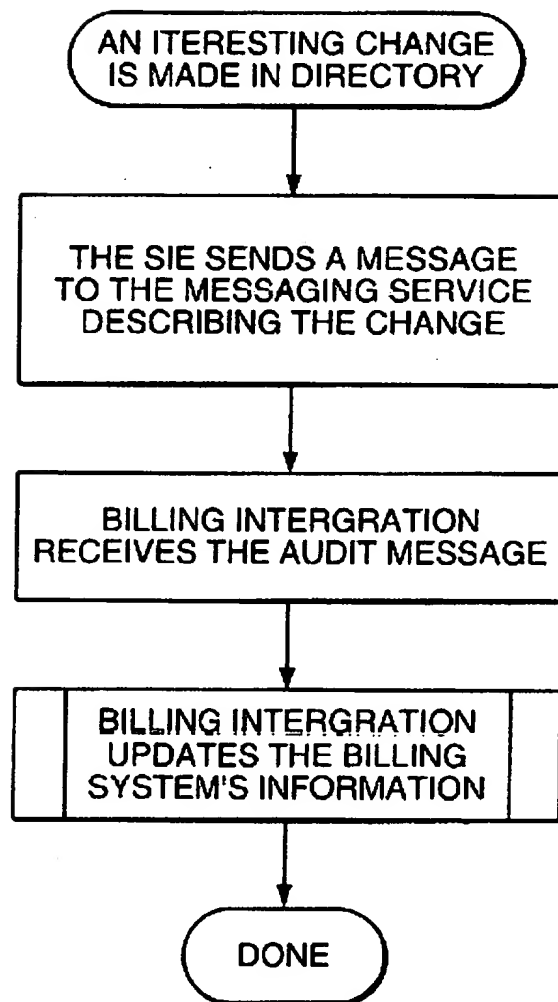 AN ITERESTING CHANGE
IS MADE IN DIRECTORY
THE SIE SENDS A MESSAGE
TO THE MESSAGING SERVICE
DESCRIBING THE CHANGE
BILLING INTERGRATION
RECEIVES THE AUDIT MESSAGE
BILLING INTERGRATION
UPDATES THE BILLING
SYSTEM'S INFORMATION
DONE